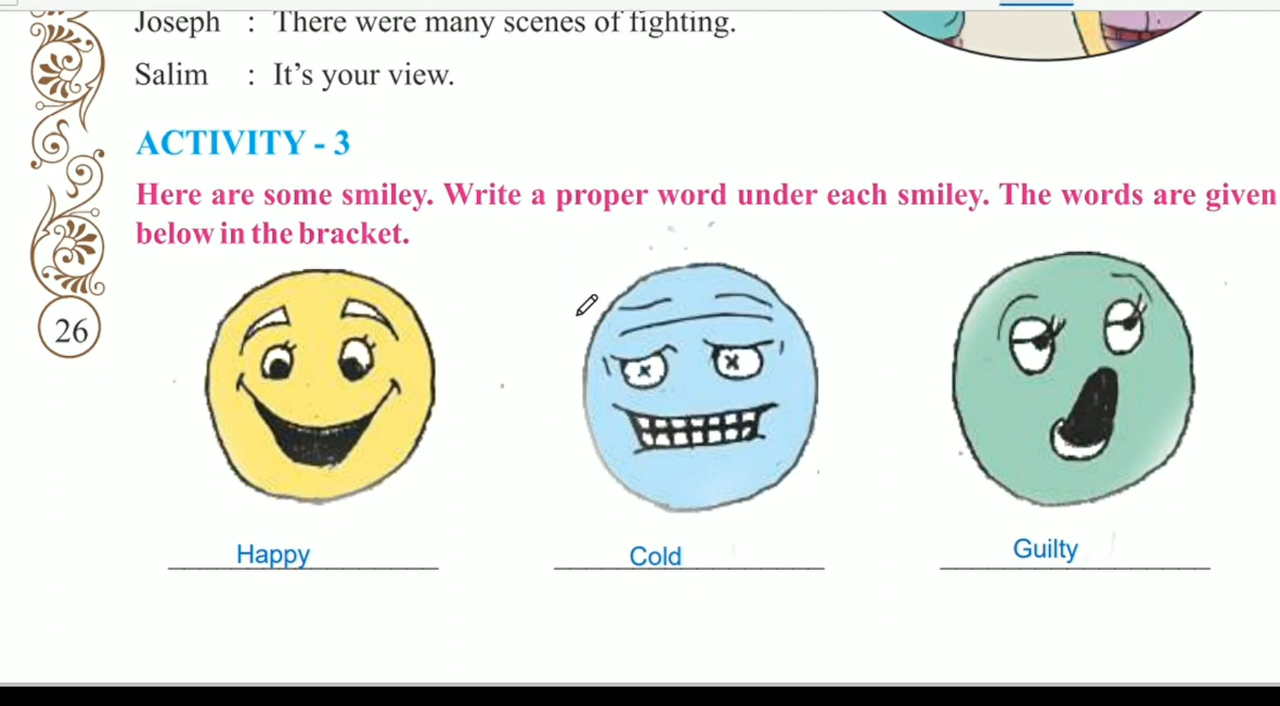 Joseph : There were many scenes of fighting.
Salim : It's your view.
ACTIVITY - 3
Here are some smiley. Write a proper word under each smiley. The words are given
below in the bracket.
26
Happy
Cold
Guilty